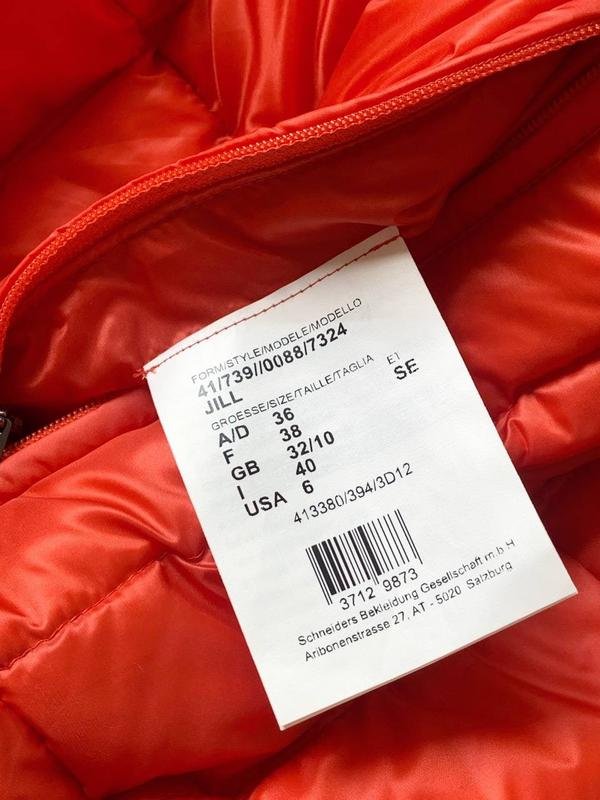 FORM/STYLE/MODELE/MODELLO
41/739//0088/7324
JILL
GROESSE/SIZE/TAILLE/TAGLIA ET
A/D 36 SE
F 38
GB 32/10
I 40
USA 6
413380/394/3D12
3712 9873
Schneiders Bekleidung Gesellschaft m.b.H.
Aribonenstrasse 27, AT - 5020 Salzburg